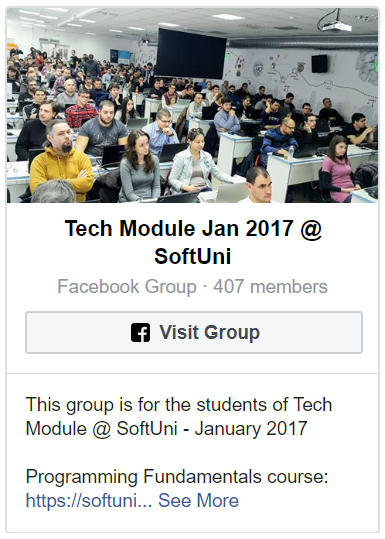 Tech Module Jan 2017 @
SoftUni
Facebook Group · 407 members
Visit Group
This group is for the students of Tech
Module @ SoftUni - January 2017
Programming Fundamentals course:
https://softuni... See More